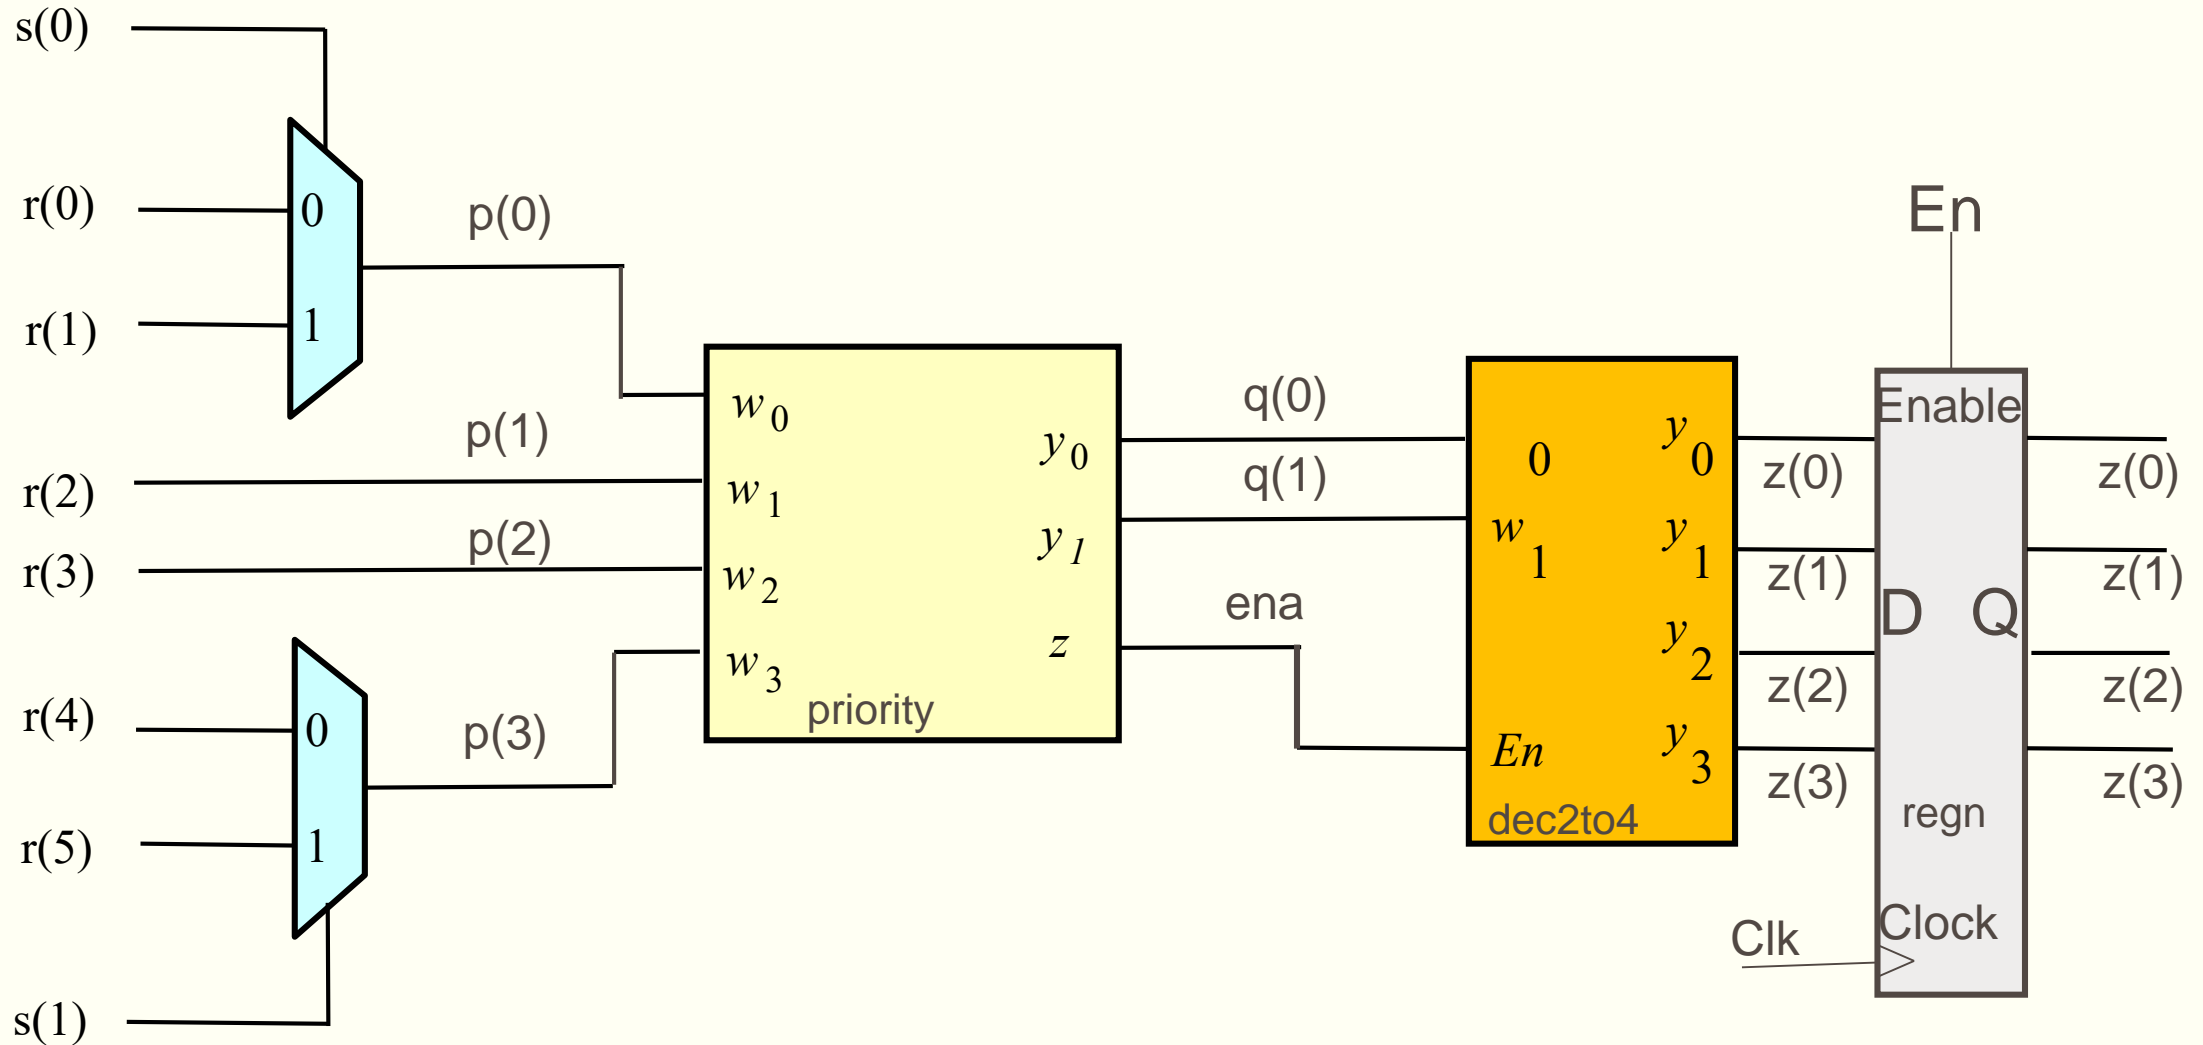 s(0)
En
r(0) 0 p(0)
r(1) 1
p(1)
r(2)
p(2)
r(3)
r(4) 0 p(3)
r(5) 1
s(1)
w0
w1
w2
w3
y0
y1
z
priority
q(0)
q(1)
ena
0
w
1
En
y0
y1
y2
y3
dec2to4
z(0)
z(1)
z(2)
z(3)
Enable
D Q
regn
Clock
Clk
z(0)
z(1)
z(2)
z(3)